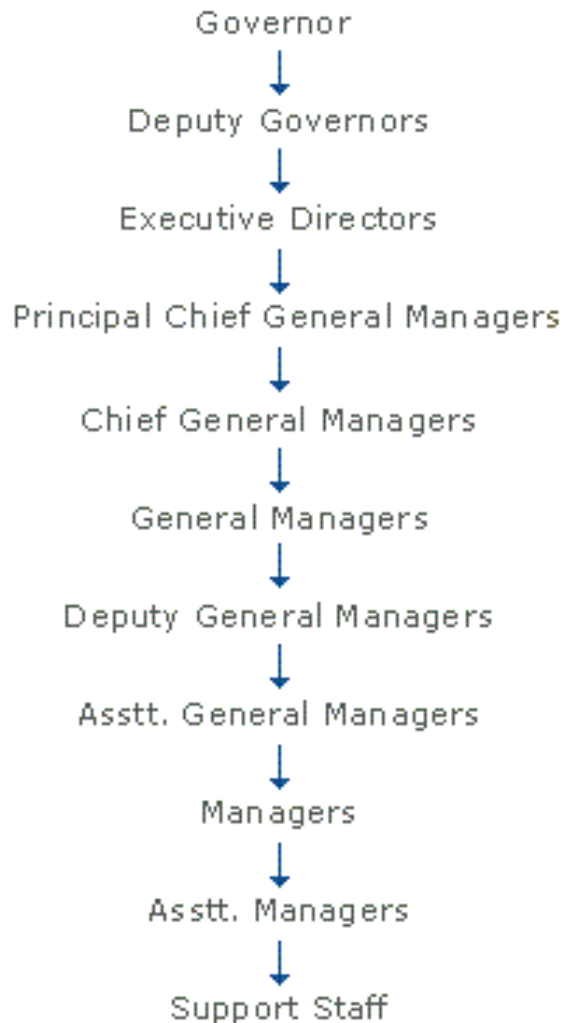 Governor
Deputy Governors
Executive Directors
Principal Chief General Managers
Chief General Managers
General Managers
Deputy General Managers
Asstt. General Managers
Managers
Asstt. Managers
Support Staff